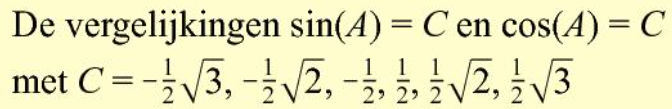 De vergelijkingen sin(A) = C en cos(A) = C
met C = −½√3, −½√2, −½, ½, ½√2, ½√3